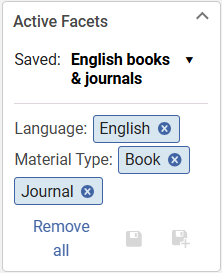 Active Facets
Saved: English books
& journals
Language: English
Material Type: Book
Journal
Remove
all